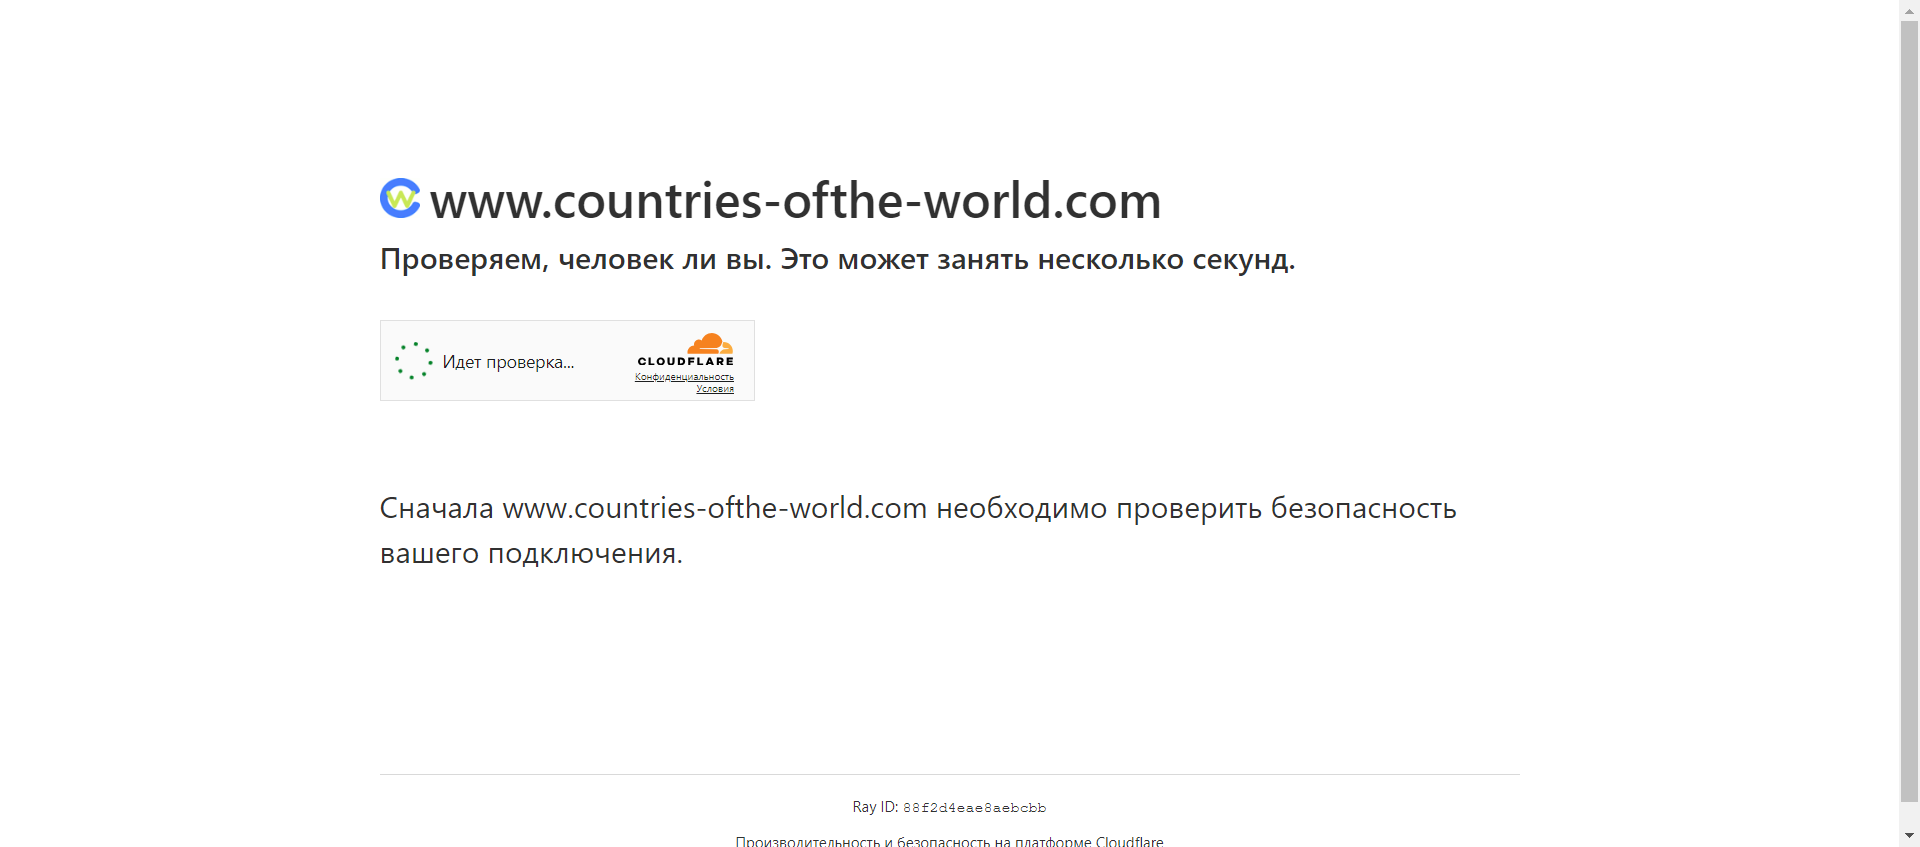 www.countries-ofthe-world.com
Проверяем, человек ли вы. Это может занять несколько секунд.
Идет проверка...
CLOUDFLARE
Конфиденциальность
Условия
Сначала www.countries-ofthe-world.com необходимо проверить безопасность
вашего подключения.
Ray ID: 88f2d4eae8aebcbb
Производительность и безопасность на платформе Cloudflare